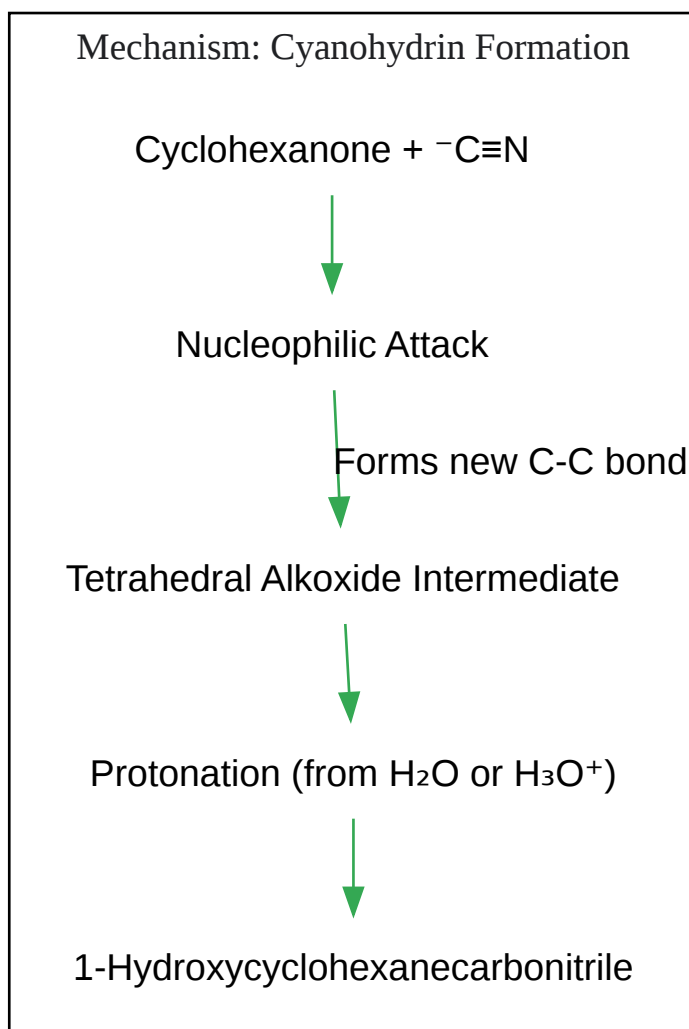 Mechanism: Cyanohydrin Formation
Cyclohexanone + ⁻C≡N
Nucleophilic Attack
Forms new C-C bond
Tetrahedral Alkoxide Intermediate
Protonation (from H₂O or H₃O⁺)
1-Hydroxycyclohexanecarbonitrile